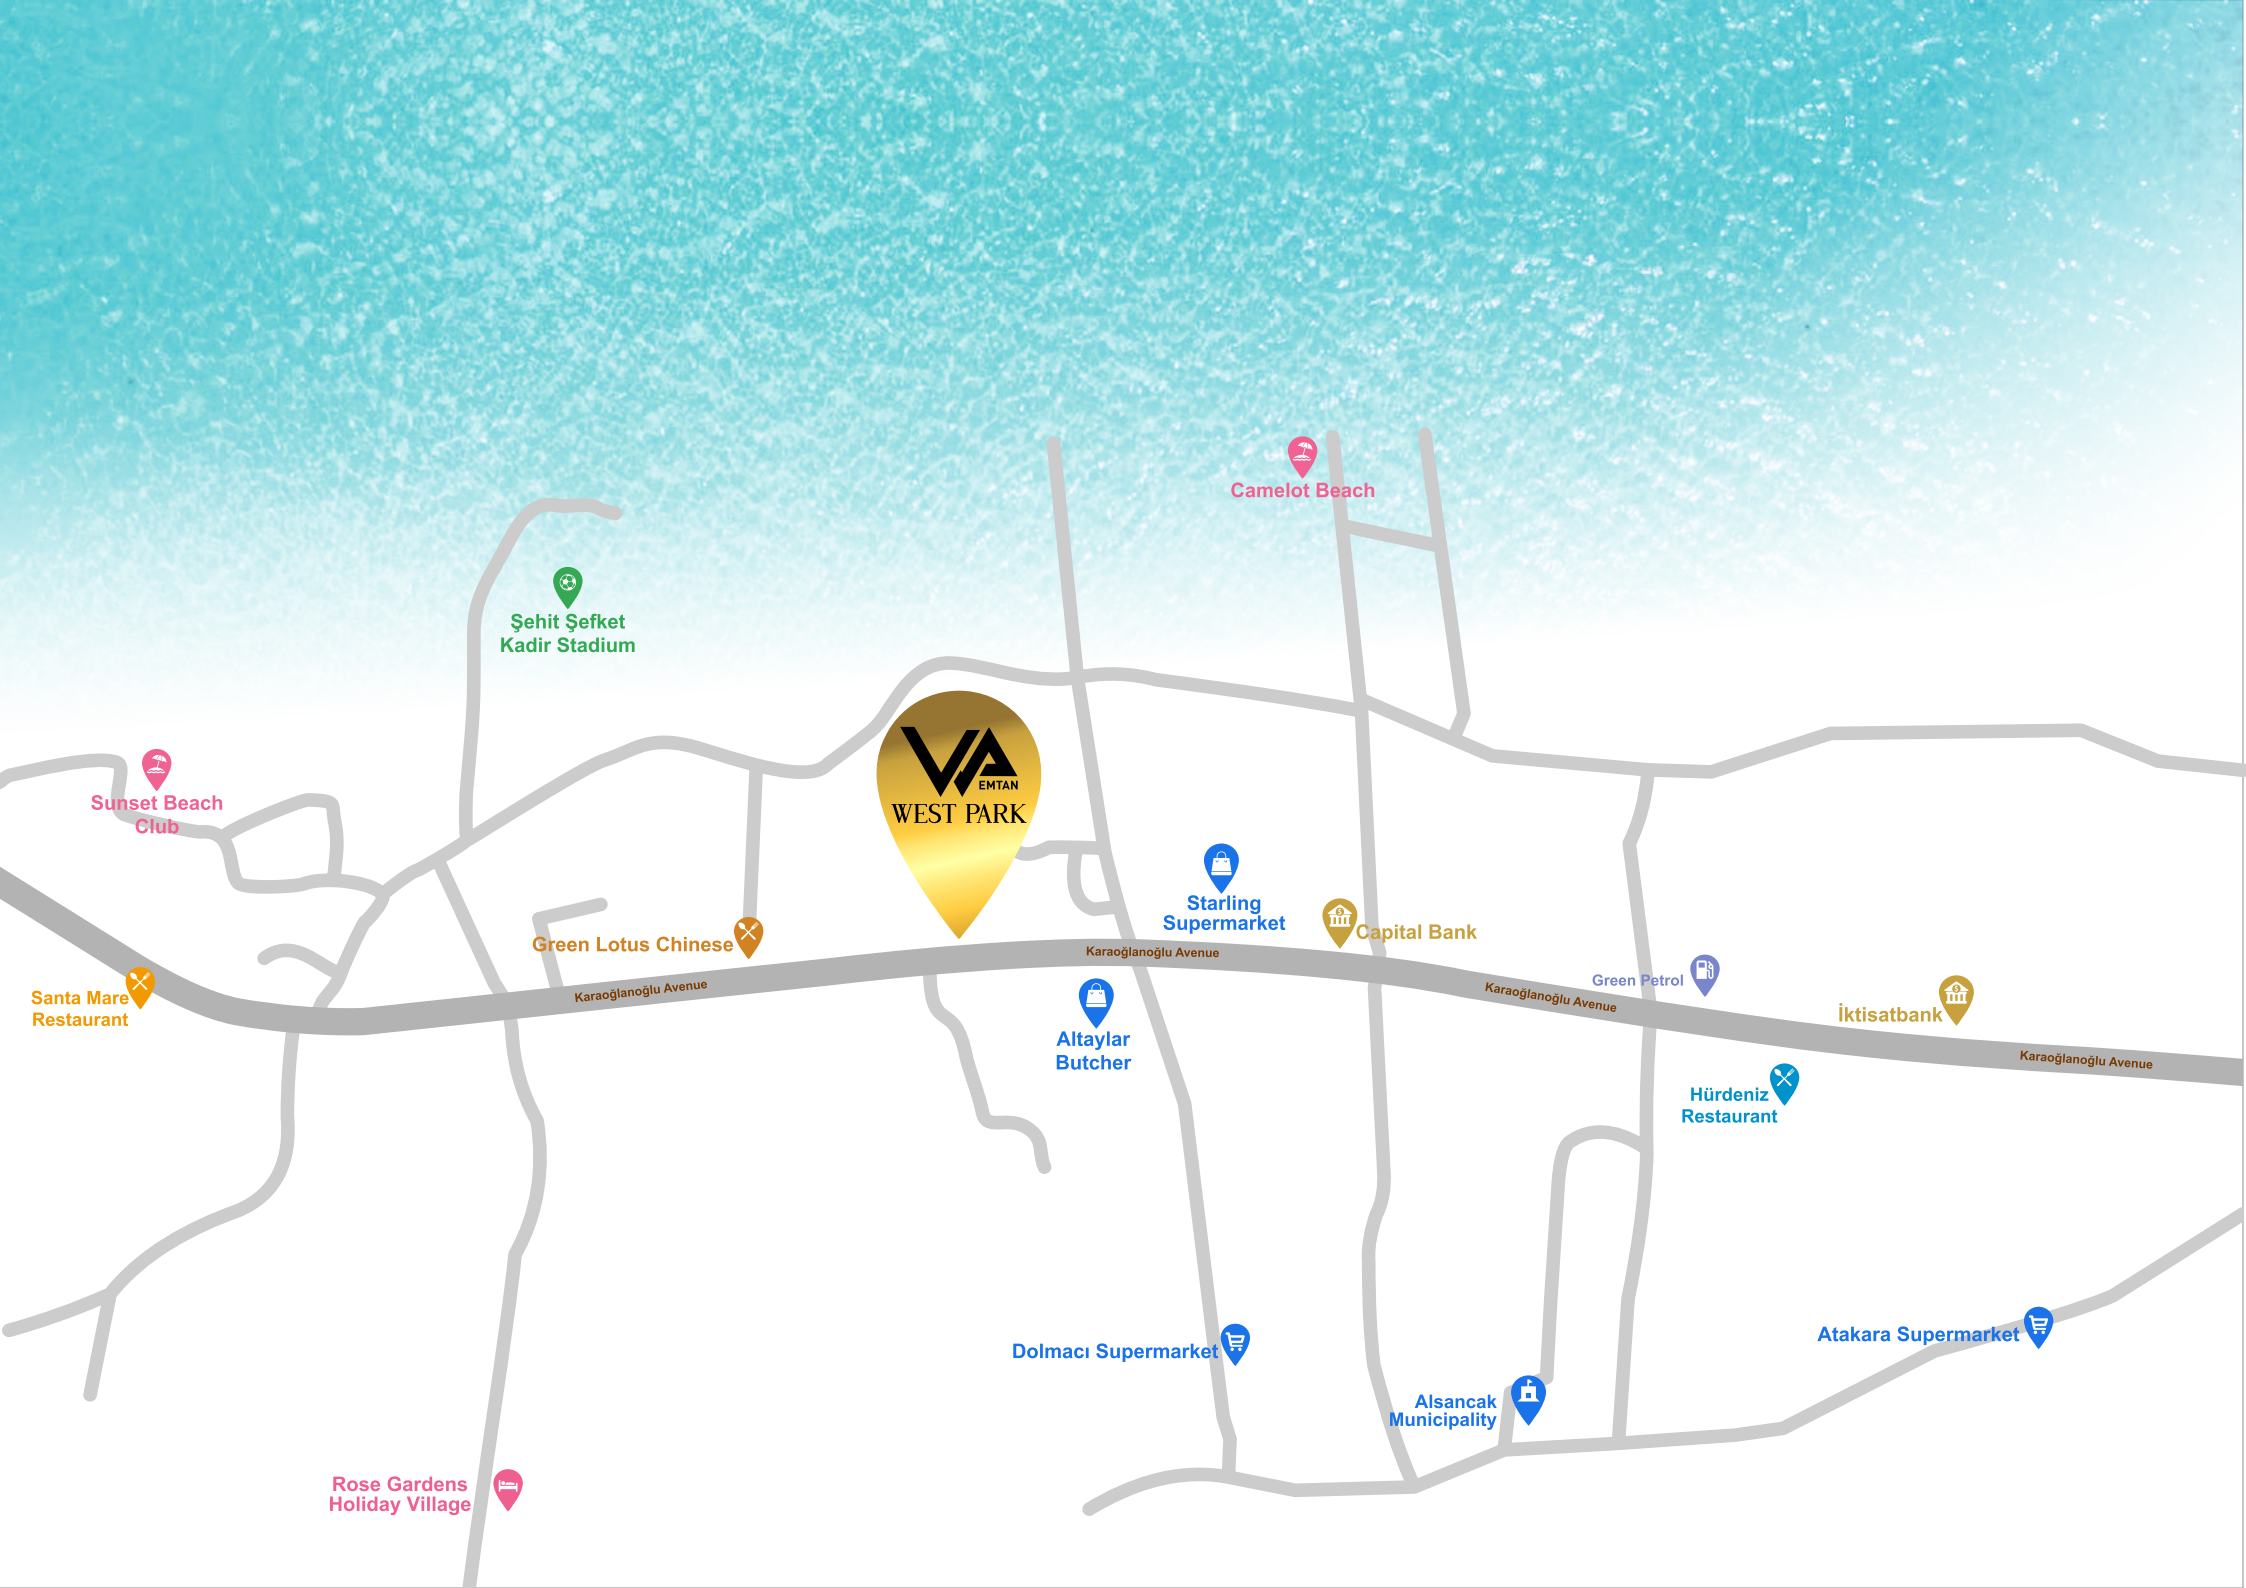 Camelot Beach
Şehit Şefket
Kadir Stadium
EMTAN
WEST PARK
Sunset Beach
Club
Starling
Supermarket
Capital Bank
Green Lotus Chinese
Karaoğlanoğlu Avenue
Karaoğlanoğlu Avenue
Karaoğlanoğlu Avenue
Karaoğlanoğlu Avenue
Green Petrol
Santa Mare
Restaurant
İktisatbank
Altaylar
Butcher
Hürdeniz
Restaurant
Dolmacı Supermarket
Atakara Supermarket
Alsancak
Municipality
Rose Gardens
Holiday Village